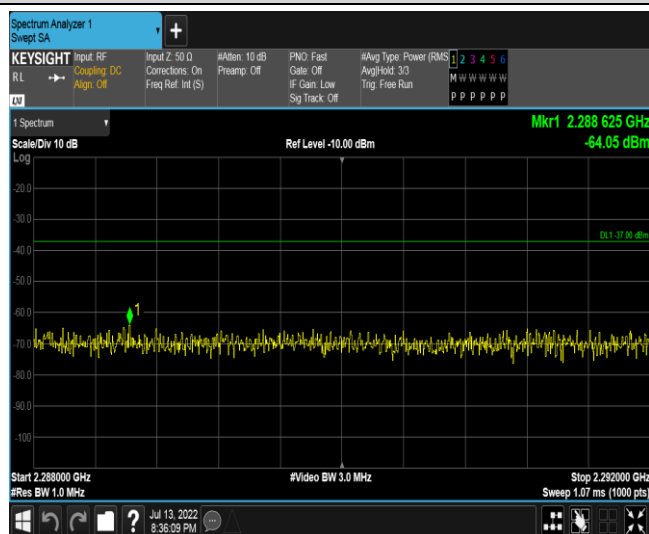 Spectrum Analyzer 1
Swept SA
+
KEYSIGHT
RL
LXI
Input: RF
Coupling: DC
Align: Off
Input Z: 50 Ω
Corrections: On
Freq Ref: Int (S)
#Atten: 10 dB
Preamp: Off
PNO: Fast
Gate: Off
IF Gain: Low
Sig Track: Off
#Avg Type: Power (RMS
Avg|Hold: 3/3
Trig: Free Run
1 2 3 4 5 6
M W W W W W
P P P P P P
1 Spectrum
Scale/Div 10 dB
Log
Ref Level -10.00 dBm
Mkr1 2.288 625 GHz
-64.05 dBm
-20.0
-30.0
DL1 -37.00 dBm
-40.0
-50.0
-60.0
1
-70.0
-80.0
-90.0
-100
Start 2.288000 GHz
#Video BW 3.0 MHz
Stop 2.292000 GHz
#Res BW 1.0 MHz
Sweep 1.07 ms (1000 pts)
?
Jul 13, 2022
8:36:09 PM